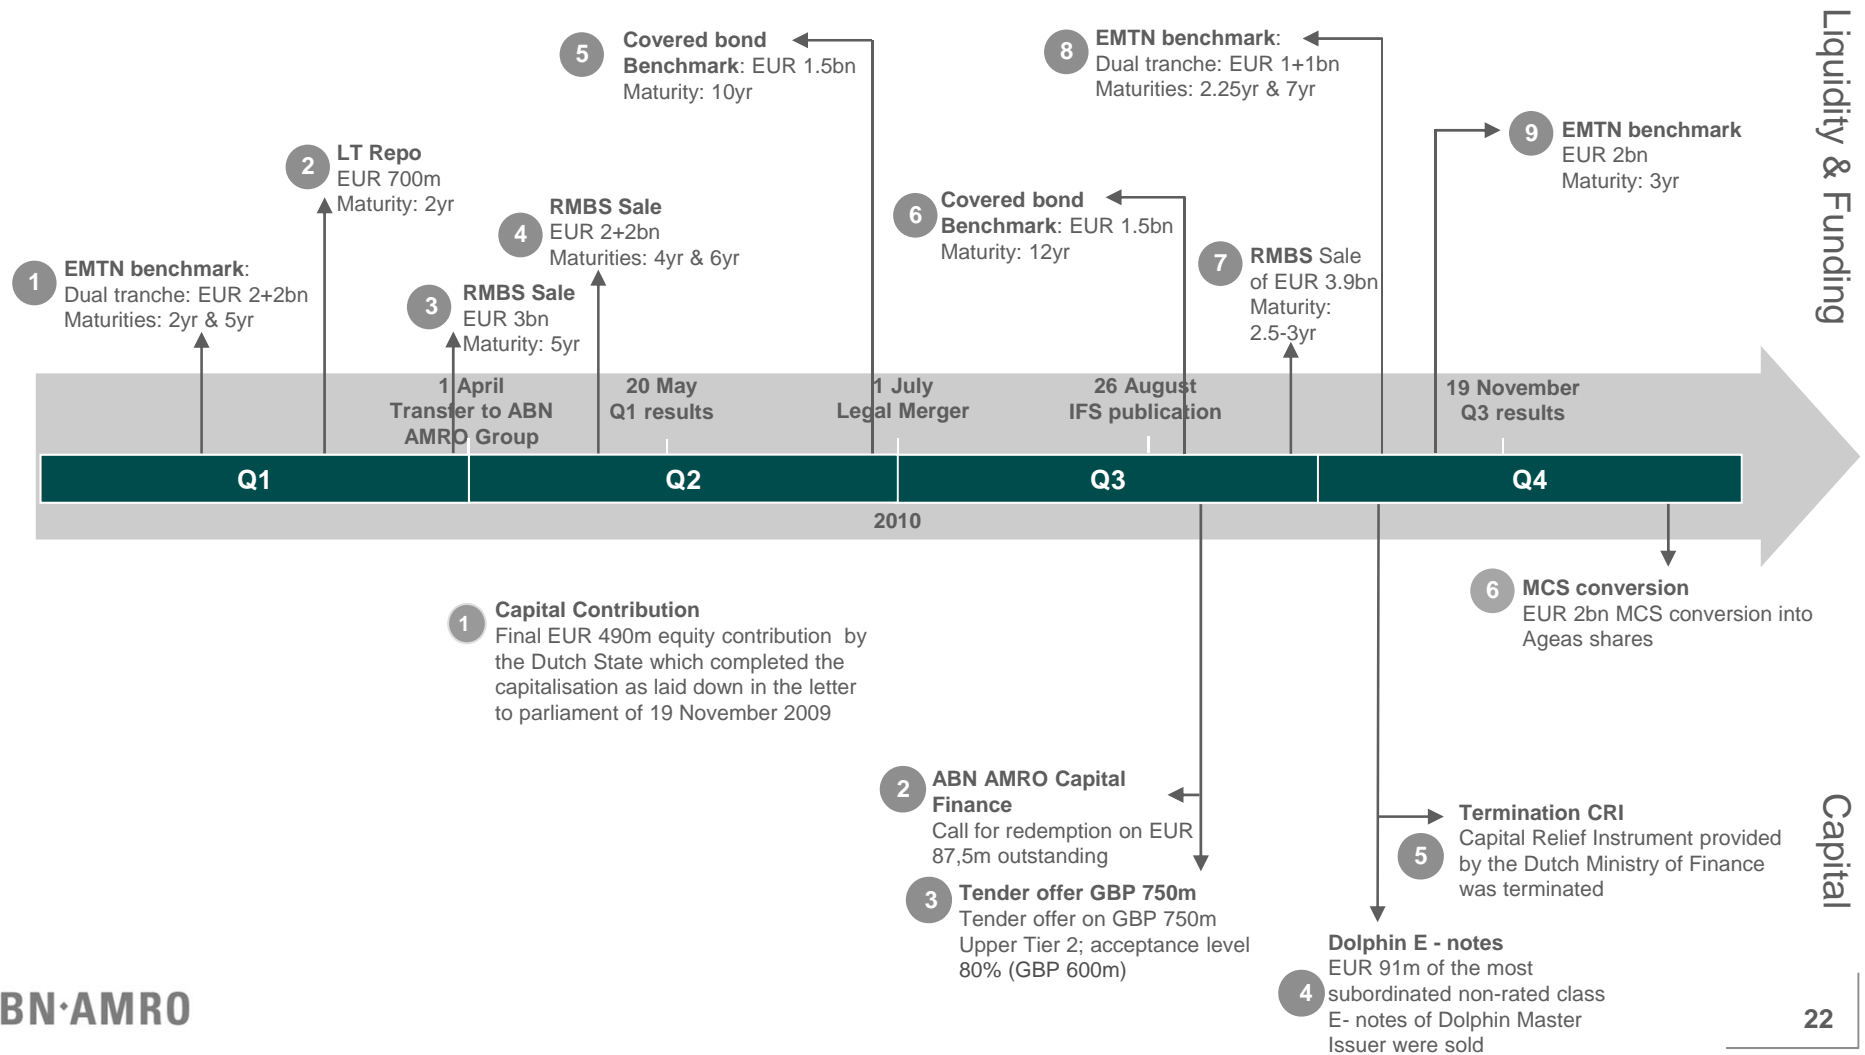 Liquidity & Funding
5
Covered bond
Benchmark: EUR 1.5bn
Maturity: 10yr
8
EMTN benchmark:
Dual tranche: EUR 1+1bn
Maturities: 2.25yr & 7yr
9
EMTN benchmark
EUR 2bn
Maturity: 3yr
2
LT Repo
EUR 700m
Maturity: 2yr
4
RMBS Sale
EUR 2+2bn
Maturities: 4yr & 6yr
6
Covered bond
Benchmark: EUR 1.5bn
Maturity: 12yr
7
RMBS Sale
of EUR 3.9bn
Maturity:
2.5-3yr
1
EMTN benchmark:
Dual tranche: EUR 2+2bn
Maturities: 2yr & 5yr
3
RMBS Sale
EUR 3bn
Maturity: 5yr
1 April
Transfer to ABN
AMRO Group
20 May
Q1 results
1 July
Legal Merger
26 August
IFS publication
19 November
Q3 results
Q1
Q2
Q3
Q4
2010
6
MCS conversion
EUR 2bn MCS conversion into
Ageas shares
1
Capital Contribution
Final EUR 490m equity contribution by
the Dutch State which completed the
capitalisation as laid down in the letter
to parliament of 19 November 2009
Capital
2
ABN AMRO Capital
Finance
Call for redemption on EUR
87,5m outstanding
3
Tender offer GBP 750m
Tender offer on GBP 750m
Upper Tier 2; acceptance level
80% (GBP 600m)
5
Termination CRI
Capital Relief Instrument provided
by the Dutch Ministry of Finance
was terminated
4
Dolphin E - notes
EUR 91m of the most
subordinated non-rated class
E- notes of Dolphin Master
Issuer were sold
BN·AMRO
22